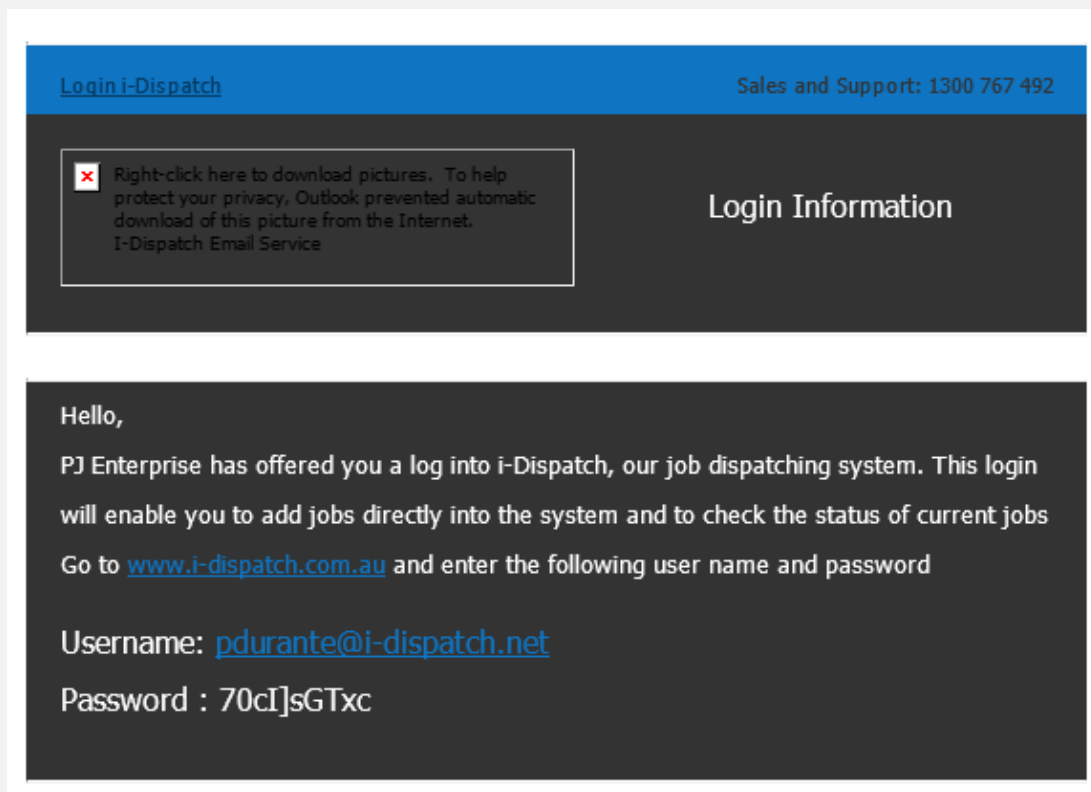 Login i-Dispatch
Sales and Support: 1300 767 492
Right-click here to download pictures. To help
protect your privacy, Outlook prevented automatic
download of this picture from the Internet.
I-Dispatch Email Service
Login Information
Hello,
PJ Enterprise has offered you a log into i-Dispatch, our job dispatching system. This login
will enable you to add jobs directly into the system and to check the status of current jobs
Go to www.i-dispatch.com.au and enter the following user name and password
Username: pdurante@i-dispatch.net
Password : 70cI]sGTxc